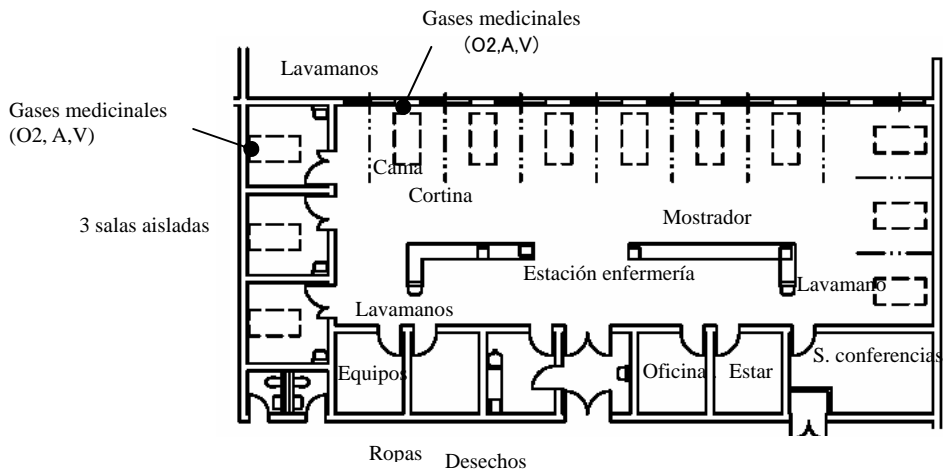 Gases medicinales
(O2,A,V)
Lavamanos
Gases medicinales
(O2, A,V)
Cama
Cortina
3 salas aisladas
Mostrador
Estación enfermería
Lavamano
Lavamanos
S. conferencias
Equipos
Oficina
Estar
Ropas
Desechos